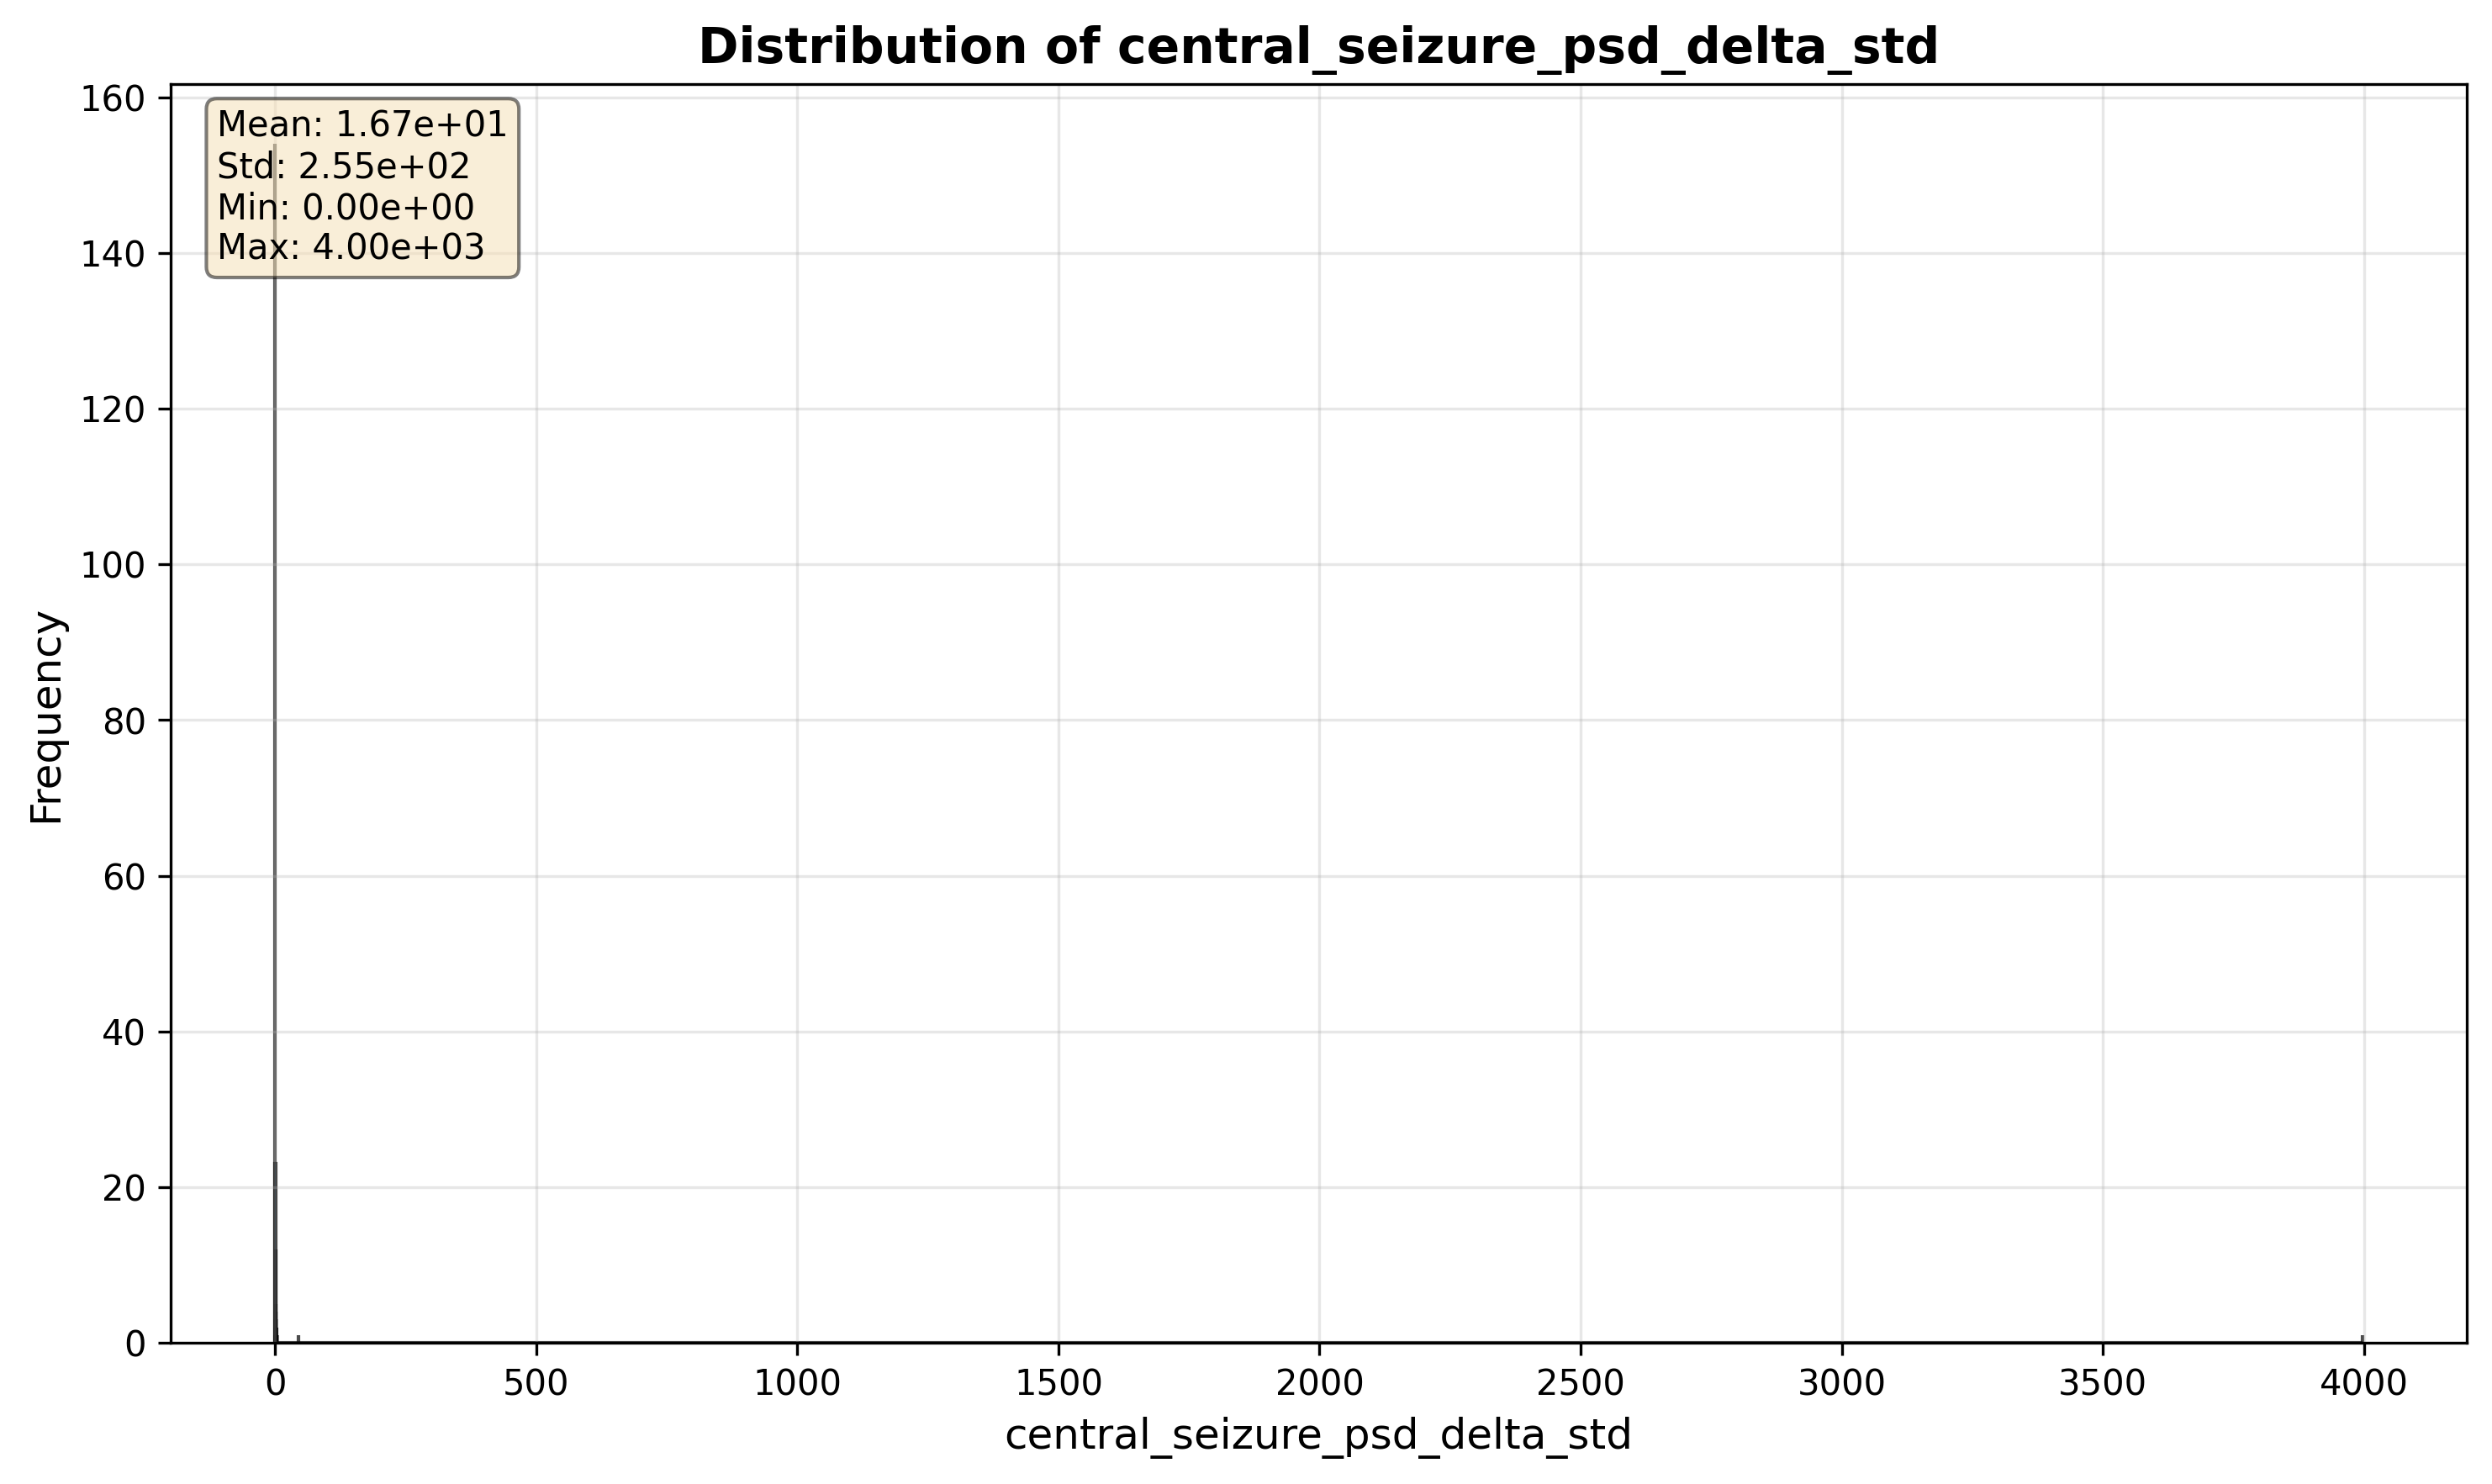 Distribution of central_seizure_psd_delta_std
160
140
120
100
80
60
40
20
0
Mean: 1.67e+01
Std: 2.55e+02
Min: 0.00e+00
Max: 4.00e+03
Frequency
0 500 1000 1500 2000 2500 3000 3500 4000
central_seizure_psd_delta_std